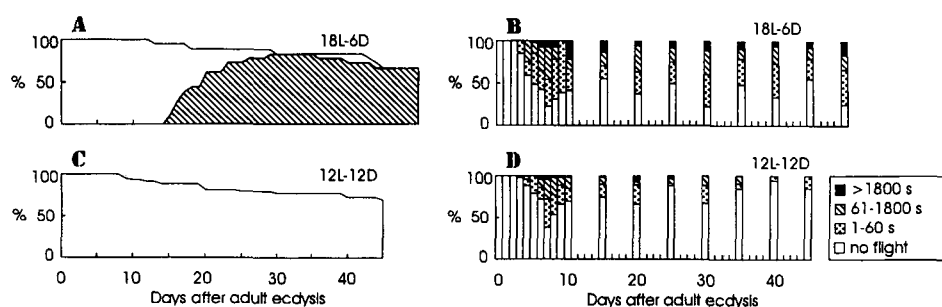 A
18L-6D
100
50
%
0
B
18L-6D
100
50
%
0
C
12L-12D
100
50
%
0
0 10 20 30 40
Days after adult ecdysis
D
12L-12D
100
50
%
0
0 10 20 30 40
Days after adult ecdysis
>1800 s
61-1800 s
1-60 s
no flight